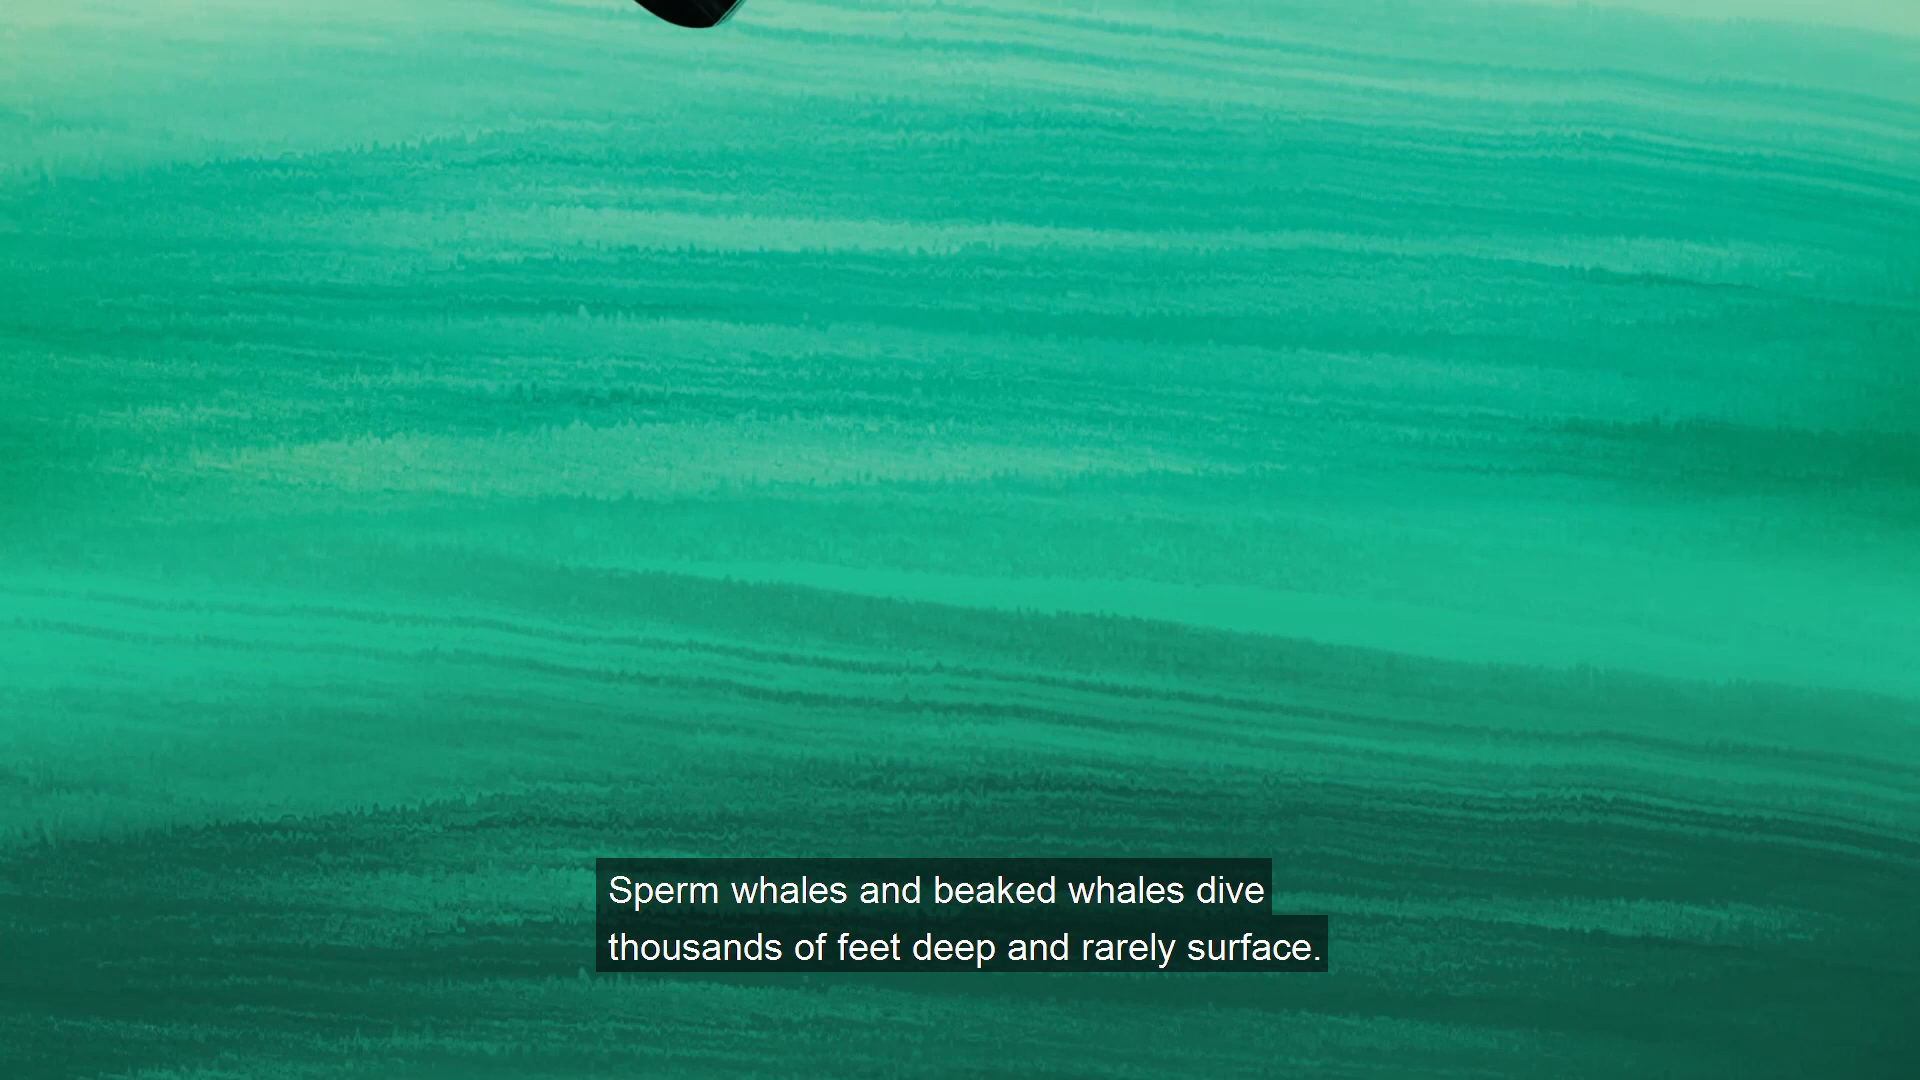 Sperm whales and beaked whales dive
thousands of feet deep and rarely surface.